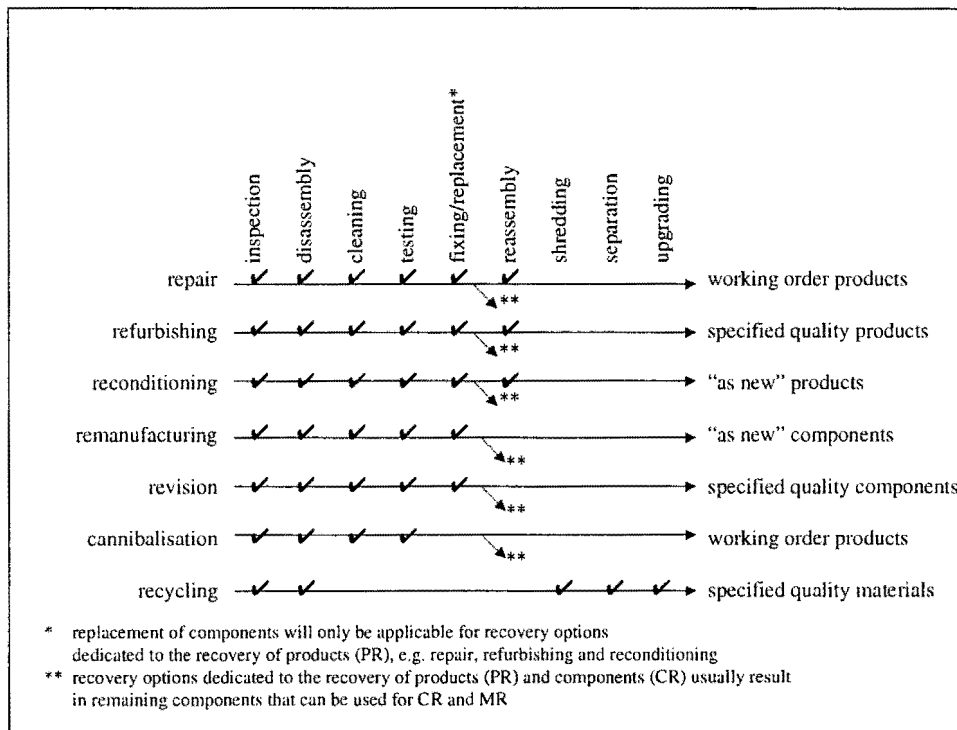 inspection
disassembly
cleaning
testing
fixing/replacement*
reassembly
shredding
separation
upgrading
repair ✔ ✔ ✔ ✔ ✔ ✔ working order products
**
refurbishing ✔ ✔ ✔ ✔ ✔ ✔ specified quality products
**
reconditioning ✔ ✔ ✔ ✔ ✔ ✔ "as new" products
**
remanufacturing ✔ ✔ ✔ ✔ ✔ "as new" components
**
revision ✔ ✔ ✔ ✔ ✔ specified quality components
**
cannibalisation ✔ ✔ ✔ ✔ working order products
**
recycling ✔ ✔ ✔ ✔ ✔ specified quality materials
* replacement of components will only be applicable for recovery options
dedicated to the recovery of products (PR), e.g. repair, refurbishing and reconditioning
** recovery options dedicated to the recovery of products (PR) and components (CR) usually result
in remaining components that can be used for CR and MR